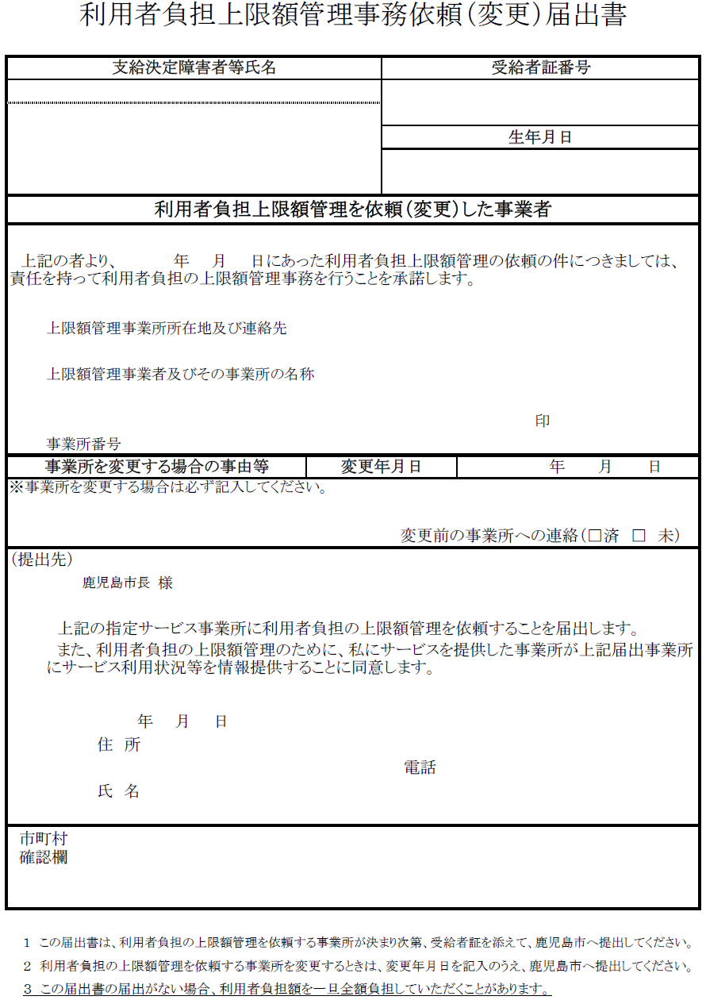 利用者負担上限額管理事務依頼（変更）届出書
支給決定障害者等氏名
受給者証番号
生年月日
利用者負担上限額管理を依頼（変更）した事業者
上記の者より、　　　年　月　日にあった利用者負担上限額管理の依頼の件につきましては、
責任を持って利用者負担の上限額管理事務を行うことを承諾します。
上限額管理事業所所在地及び連絡先
上限額管理事業者及びその事業所の名称
印
事業所番号
事業所を変更する場合の事由等　変更年月日　年　月　日
※事業所を変更する場合は必ず記入してください。
変更前の事業所への連絡（□済　□　未）
（提出先）
鹿児島市長　様
上記の指定サービス事業所に利用者負担の上限額管理を依頼することを届出します。
また、利用者負担の上限額管理のために、私にサービスを提供した事業所が上記届出事業所
にサービス利用状況等を情報提供することに同意します。
年　月　日
住　所
電話
氏　名
市町村
確認欄
1　この届出書は、利用者負担の上限額管理を依頼する事業所が決まり次第、受給者証を添えて、鹿児島市へ提出してください。
2　利用者負担の上限額管理を依頼する事業所を変更するときは、変更年月日を記入のうえ、鹿児島市へ提出してください。
3　この届出書の届出がない場合、利用者負担額を一旦全額負担していただくことがあります。